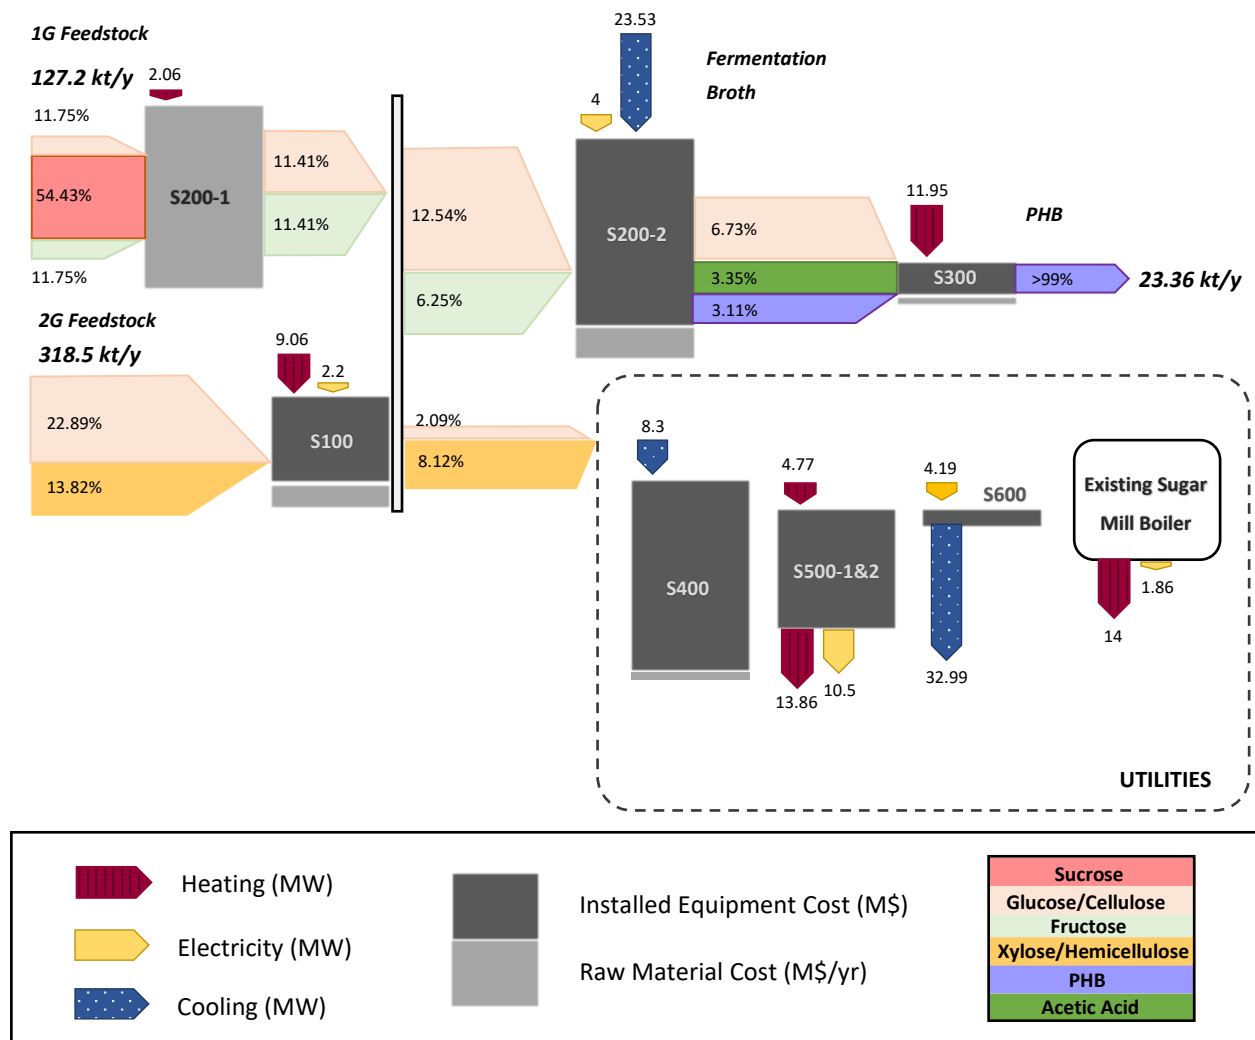 1G Feedstock
127.2 kt/y
2.06
11.75%
54.43%
11.75%
S200-1
11.41%
11.41%
2G Feedstock
318.5 kt/y
22.89%
13.82%
9.06
2.2
S100
12.54%
6.25%
2.09%
8.12%
23.53
4
Fermentation
Broth
S200-2
6.73%
3.35%
3.11%
11.95
PHB
S300
>99%
23.36 kt/y
8.3
S400
4.77
S500-1&2
13.86
10.5
4.19
S600
32.99
Existing Sugar
Mill Boiler
1.86
14
UTILITIES
Heating (MW)
Electricity (MW)
Cooling (MW)
Installed Equipment Cost (M$)
Raw Material Cost (M$/yr)
Sucrose
Glucose/Cellulose
Fructose
Xylose/Hemicellulose
PHB
Acetic Acid